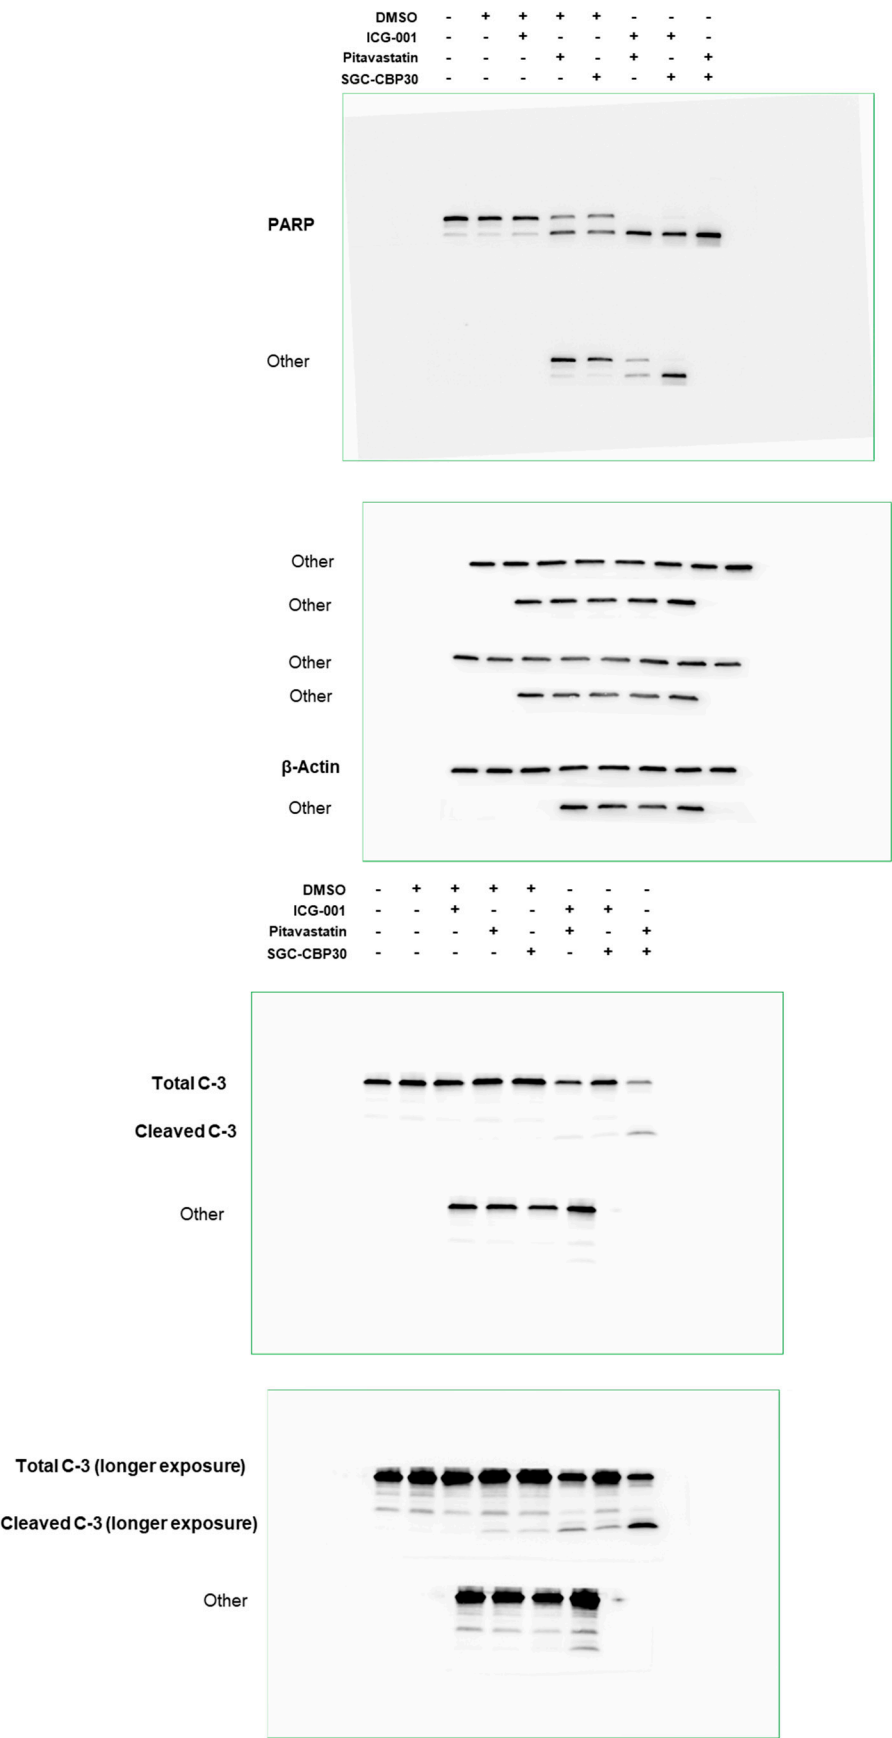 DMSO - + + + + - - -
ICG-001 - - + - - + + -
Pitavastatin - - - + - + - +
SGC-CBP30 - - - - + - + +
PARP
Other
Other
Other
Other
Other
β-Actin
Other
DMSO - + + + + - - -
ICG-001 - - + - - + + -
Pitavastatin - - - + - + - +
SGC-CBP30 - - - - + - + +
Total C-3
Cleaved C-3
Other
Total C-3 (longer exposure)
Cleaved C-3 (longer exposure)
Other